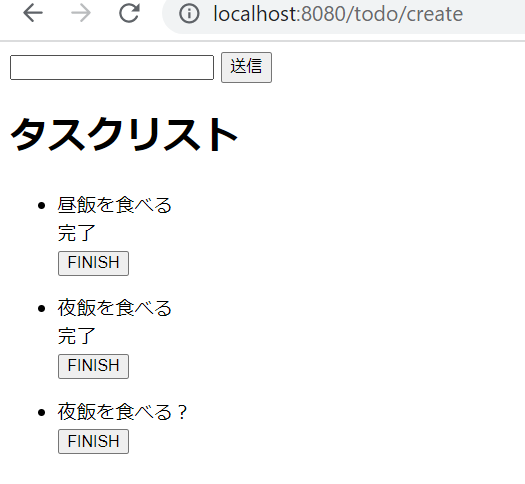 localhost:8080/todo/create
送信
タスクリスト
昼飯を食べる
完了
FINISH
夜飯を食べる
完了
FINISH
夜飯を食べる？
FINISH